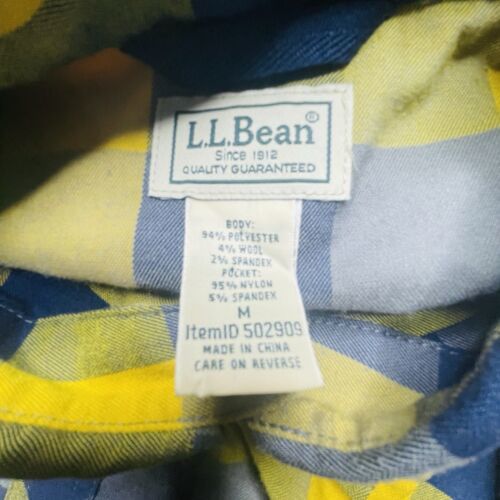 L.L.Bean®
Since 1912
QUALITY GUARANTEED
BODY:
94% POLYESTER
4% WOOL
2% SPANDEX
POCKET:
95% NYLON
5% SPANDEX
M
ItemID 502909
MADE IN CHINA
CARE ON REVERSE